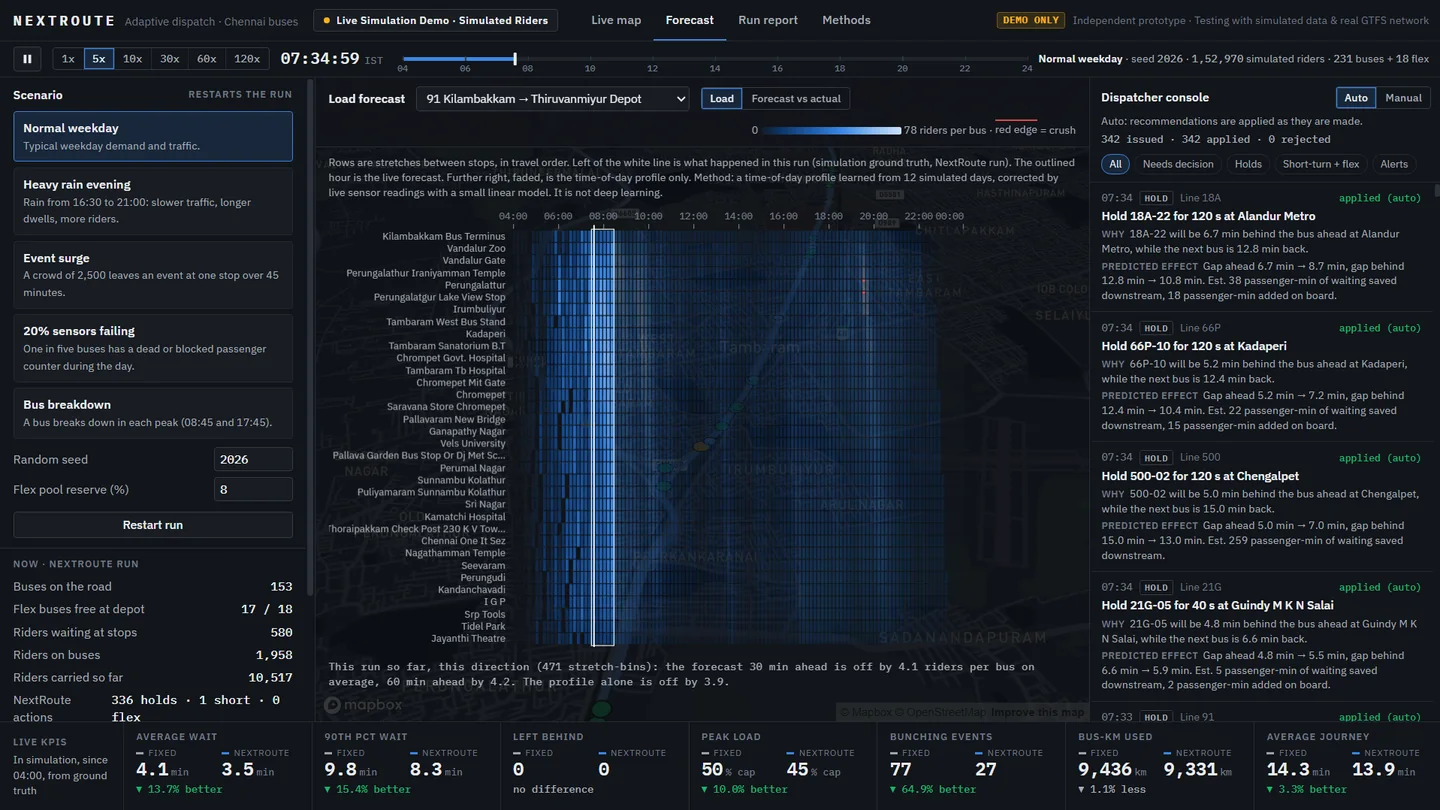 NEXTROUTE Adaptive dispatch · Chennai buses
Live Simulation Demo · Simulated Riders
Live map Forecast Run report Methods
DEMO ONLY Independent prototype · Testing with simulated data & real GTFS
1x 5x 10x 30x 60x 120x
07:34:59 IST
04 06 08 10 12 14 16 18 20 22 24
Normal weekday · seed 2026 · 1,52,970 simulated riders · 231 buses + 18 flex
Scenario RESTARTS THE RUN
Normal weekday
Typical weekday demand and traffic.
Heavy rain evening
Rain from 16:30 to 21:00: slower traffic, longer
dwells, more riders.
Event surge
A crowd of 2,500 leaves an event at one stop over 45
minutes.
20% sensors failing
One in five buses has a dead or blocked passenger
counter during the day.
Bus breakdown
A bus breaks down in each peak (08:45 and 17:45).
Random seed 2026
Flex pool reserve (%) 8
Restart run
NOW · NEXTROUTE RUN
Buses on the road 153
Flex buses free at depot 17 / 18
Riders waiting at stops 580
Riders on buses 1,958
Riders carried so far 10,517
NextRoute actions 336 holds · 1 short · 0 flex
Load forecast 91 Kilambakkam → Thiruvanmiyur Depot Load Forecast vs actual
0 78 riders per bus · red edge = crush
Rows are stretches between stops, in travel order. Left of the white line is what happened in this run (simulation ground truth, NextRoute run). The outlined
hour is the live forecast. Further right, faded, is the time-of-day profile only. Method: a time-of-day profile learned from 12 simulated days, corrected by
live sensor readings with a small linear model. It is not deep learning.
04:00 06:00 08:00 10:00 12:00 14:00 16:00 18:00 20:00 22:00 00:00
Kilambakkam Bus Terminus
Vandalur Zoo
Vandalur Gate
Perungalathur Iraniyamman Temple
Perungalattur
Perungalatgur Lake View Stop
Irumbuliyur
Tambaram West Bus Stand
Kadaperi
Tambaram Sanatorium B.T
Chrompet Govt. Hospital
Tambaram Tb Hospital
Chromepet Mit Gate
Chromepet
Saravana Store Chromepet
Pallavaram New Bridge
Ganapathy Nagar
Vels University
Pallava Garden Bus Stop Or Dj Met Sc...
Perumal Nagar
Sunnambu Kolathur
Puliyamaram Sunnambu Kolathur
Sri Nagar
Kamatchi Hospital
Thoraipakkam Check Post 230 K V Tow...
Chennai One It Sez
Nagathamman Temple
Seevaram
Perungudi
Kandanchavadi
I G P
Srp Tools
Tidel Park
Jayanthi Theatre
HASTHINAPURAM
CHITLAPAKKAM
EAST
TAMBARAM
SELAIYUR
Tambaram
IRUMBULIYUR
ARULNAGAR
PEERKANKARANAI
SADANANDAPURAM
This run so far, this direction (471 stretch-bins): the forecast 30 min ahead is off by 4.1 riders per bus on
average, 60 min ahead by 4.2. The profile alone is off by 3.9.
mapbox
© Mapbox © OpenStreetMap Improve this map
Dispatcher console Auto Manual
Auto: recommendations are applied as they are made.
342 issued · 342 applied · 0 rejected
All Needs decision Holds Short-turn + flex Alerts
07:34 HOLD Line 18A applied (auto)
Hold 18A-22 for 120 s at Alandur Metro
WHY 18A-22 will be 6.7 min behind the bus ahead at Alandur
Metro, while the next bus is 12.8 min back.
PREDICTED EFFECT Gap ahead 6.7 min → 8.7 min, gap behind
12.8 min → 10.8 min. Est. 38 passenger-min of waiting saved
downstream, 18 passenger-min added on board.
07:34 HOLD Line 66P applied (auto)
Hold 66P-10 for 120 s at Kadaperi
WHY 66P-10 will be 5.2 min behind the bus ahead at Kadaperi,
while the next bus is 12.4 min back.
PREDICTED EFFECT Gap ahead 5.2 min → 7.2 min, gap behind
12.4 min → 10.4 min. Est. 22 passenger-min of waiting saved
downstream, 15 passenger-min added on board.
07:34 HOLD Line 500 applied (auto)
Hold 500-02 for 120 s at Chengalpet
WHY 500-02 will be 5.0 min behind the bus ahead at Chengalpet,
while the next bus is 15.0 min back.
PREDICTED EFFECT Gap ahead 5.0 min → 7.0 min, gap behind
15.0 min → 13.0 min. Est. 259 passenger-min of waiting saved
downstream.
07:34 HOLD Line 21G applied (auto)
Hold 21G-05 for 40 s at Guindy M K N Salai
WHY 21G-05 will be 4.8 min behind the bus ahead at Guindy M K
N Salai, while the next bus is 6.6 min back.
PREDICTED EFFECT Gap ahead 4.8 min → 5.5 min, gap behind
6.6 min → 5.9 min. Est. 5 passenger-min of waiting saved
downstream, 2 passenger-min added on board.
07:33 HOLD Line 91 applied (auto)
LIVE KPIS
In simulation, since
04:00, from ground
truth
AVERAGE WAIT
FIXED NEXTROUTE
4.1 min 3.5 min
▼ 13.7% better
90TH PCT WAIT
FIXED NEXTROUTE
9.8 min 8.3 min
▼ 15.4% better
LEFT BEHIND
FIXED NEXTROUTE
0 0
no difference
PEAK LOAD
FIXED NEXTROUTE
50% cap 45% cap
▼ 10.0% better
BUNCHING EVENTS
FIXED NEXTROUTE
77 27
▼ 64.9% better
BUS-KM USED
FIXED NEXTROUTE
9,436 km 9,331 km
▼ 1.1% less
AVERAGE JOURNEY
FIXED NEXTROUTE
14.3 min 13.9 min
▼ 3.3% better